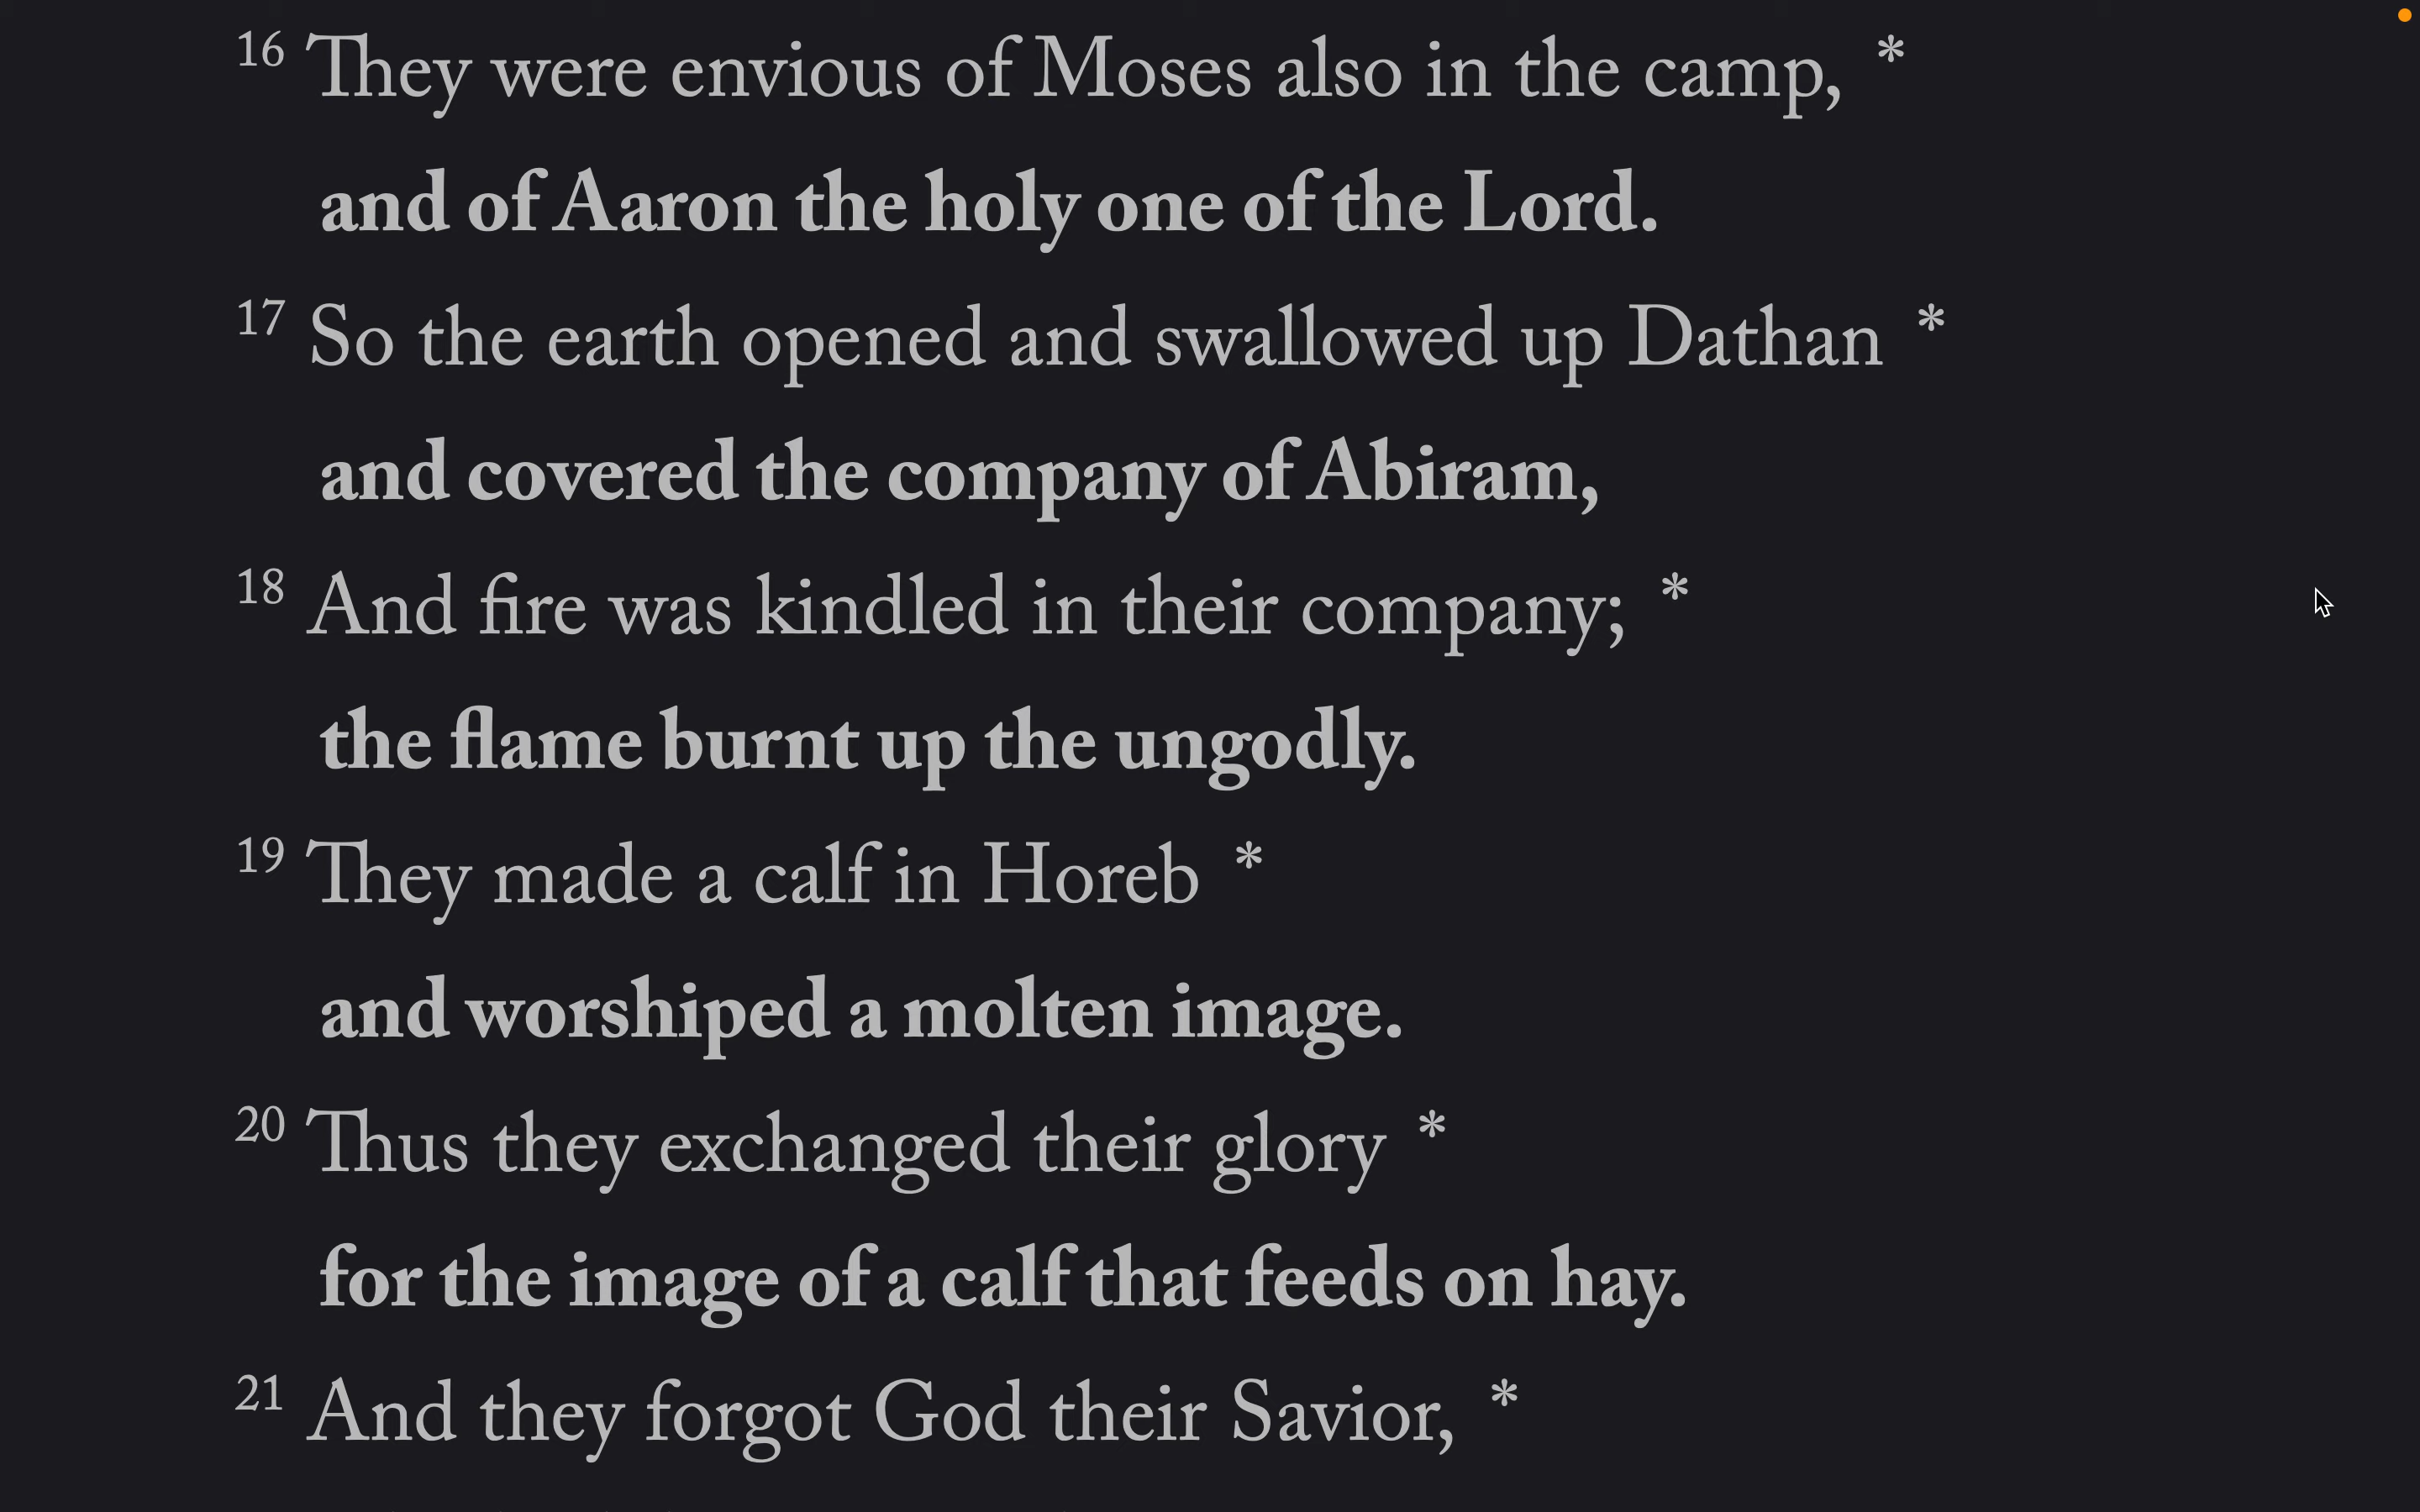 16 They were envious of Moses also in the camp, *
and of Aaron the holy one of the Lord.
17 So the earth opened and swallowed up Dathan *
and covered the company of Abiram,
18 And fire was kindled in their company; *
the flame burnt up the ungodly.
19 They made a calf in Horeb *
and worshiped a molten image.
20 Thus they exchanged their glory *
for the image of a calf that feeds on hay.
21 And they forgot God their Savior, *